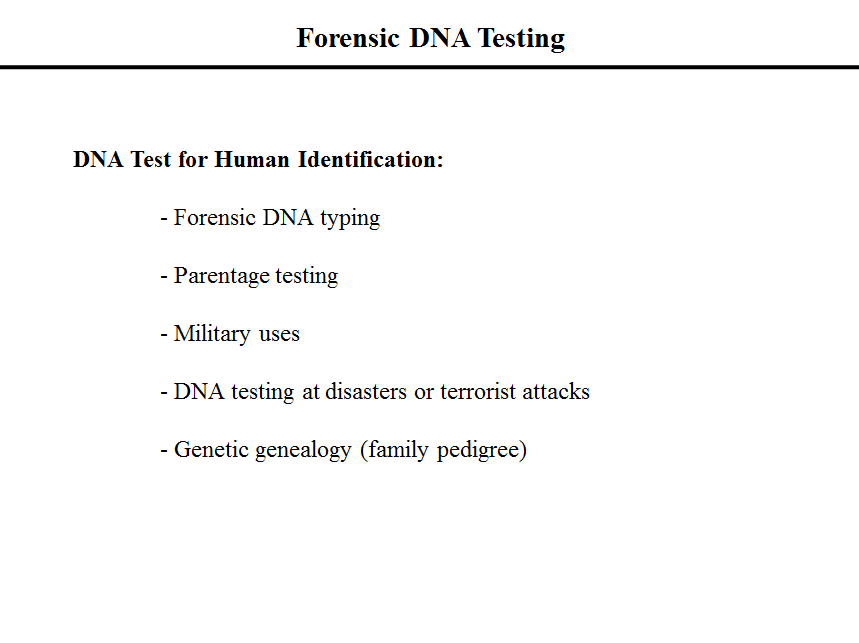 Forensic DNA Testing
DNA Test for Human Identification:
- Forensic DNA typing
- Parentage testing
- Military uses
- DNA testing at disasters or terrorist attacks
- Genetic genealogy (family pedigree)